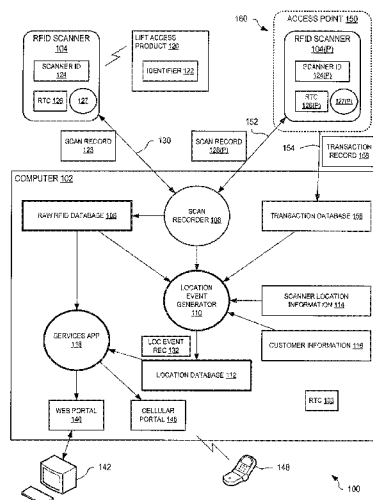 160
ACCESS POINT 150
RFID SCANNER
104
SCANNER ID
124
RTC 126
127
LIFT ACCESS
PRODUCT 120
IDENTIFIER 122
RFID SCANNER
104(P)
SCANNER ID
124(P)
RTC
126(P)
127(P)
SCAN
RECORD
128
130
SCAN RECORD
128(P)
152
154
TRANSACTION
RECORD 158
COMPUTER 102
RAW RFID DATABASE 106
SCAN
RECORDER
108
TRANSACTION DATABASE 156
LOCATION
EVENT
GENERATOR
110
SCANNER LOCATION
INFORMATION 114
SERVICES APP
118
LOC EVENT
REC 132
CUSTOMER INFORMATION 116
LOCATION DATABASE 112
RTC 103
WEB PORTAL
140
CELLULAR
PORTAL 146
142
148
100